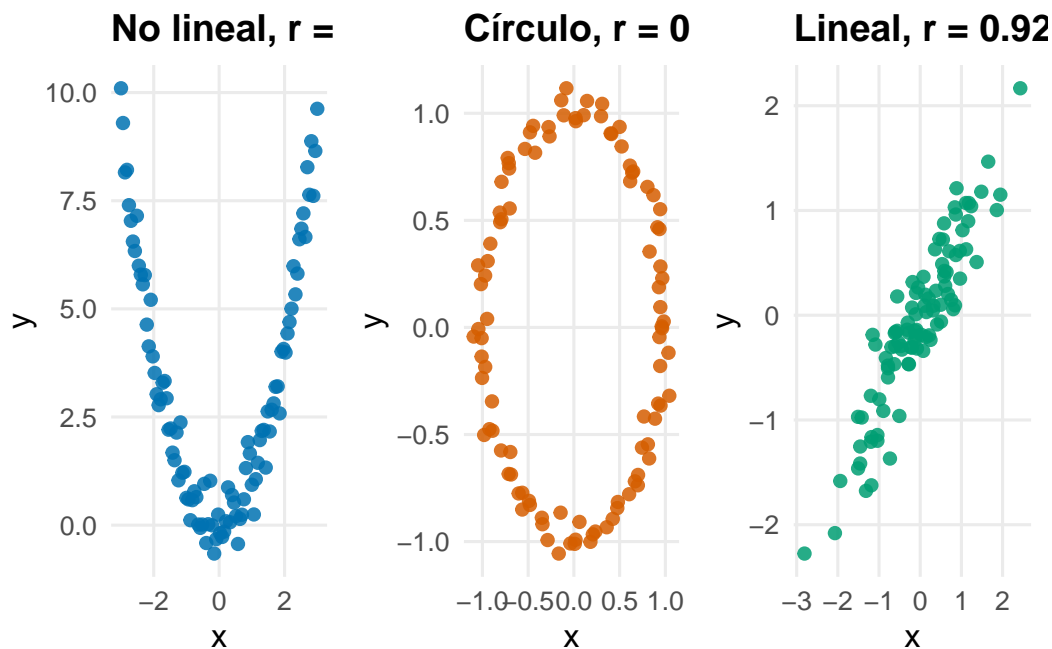 No lineal, r =
10.0
7.5
5.0
2.5
0.0
y
−2 0 2
x
Círculo, r = 0
1.0
0.5
0.0
−0.5
−1.0
y
−1.0 −0.5 0.0 0.5 1.0
x
Lineal, r = 0.92
2
1
0
−1
−2
y
−3 −2 −1 0 1 2
x